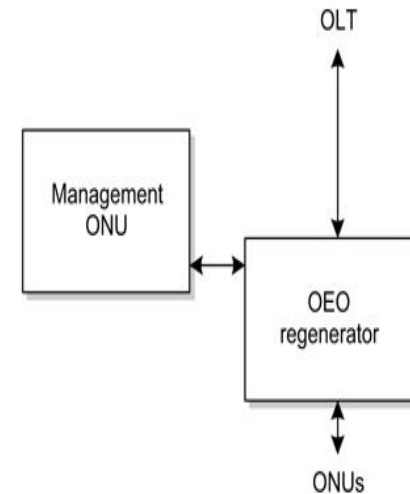 OLT
Management
ONU
OEO
regenerator
ONUs